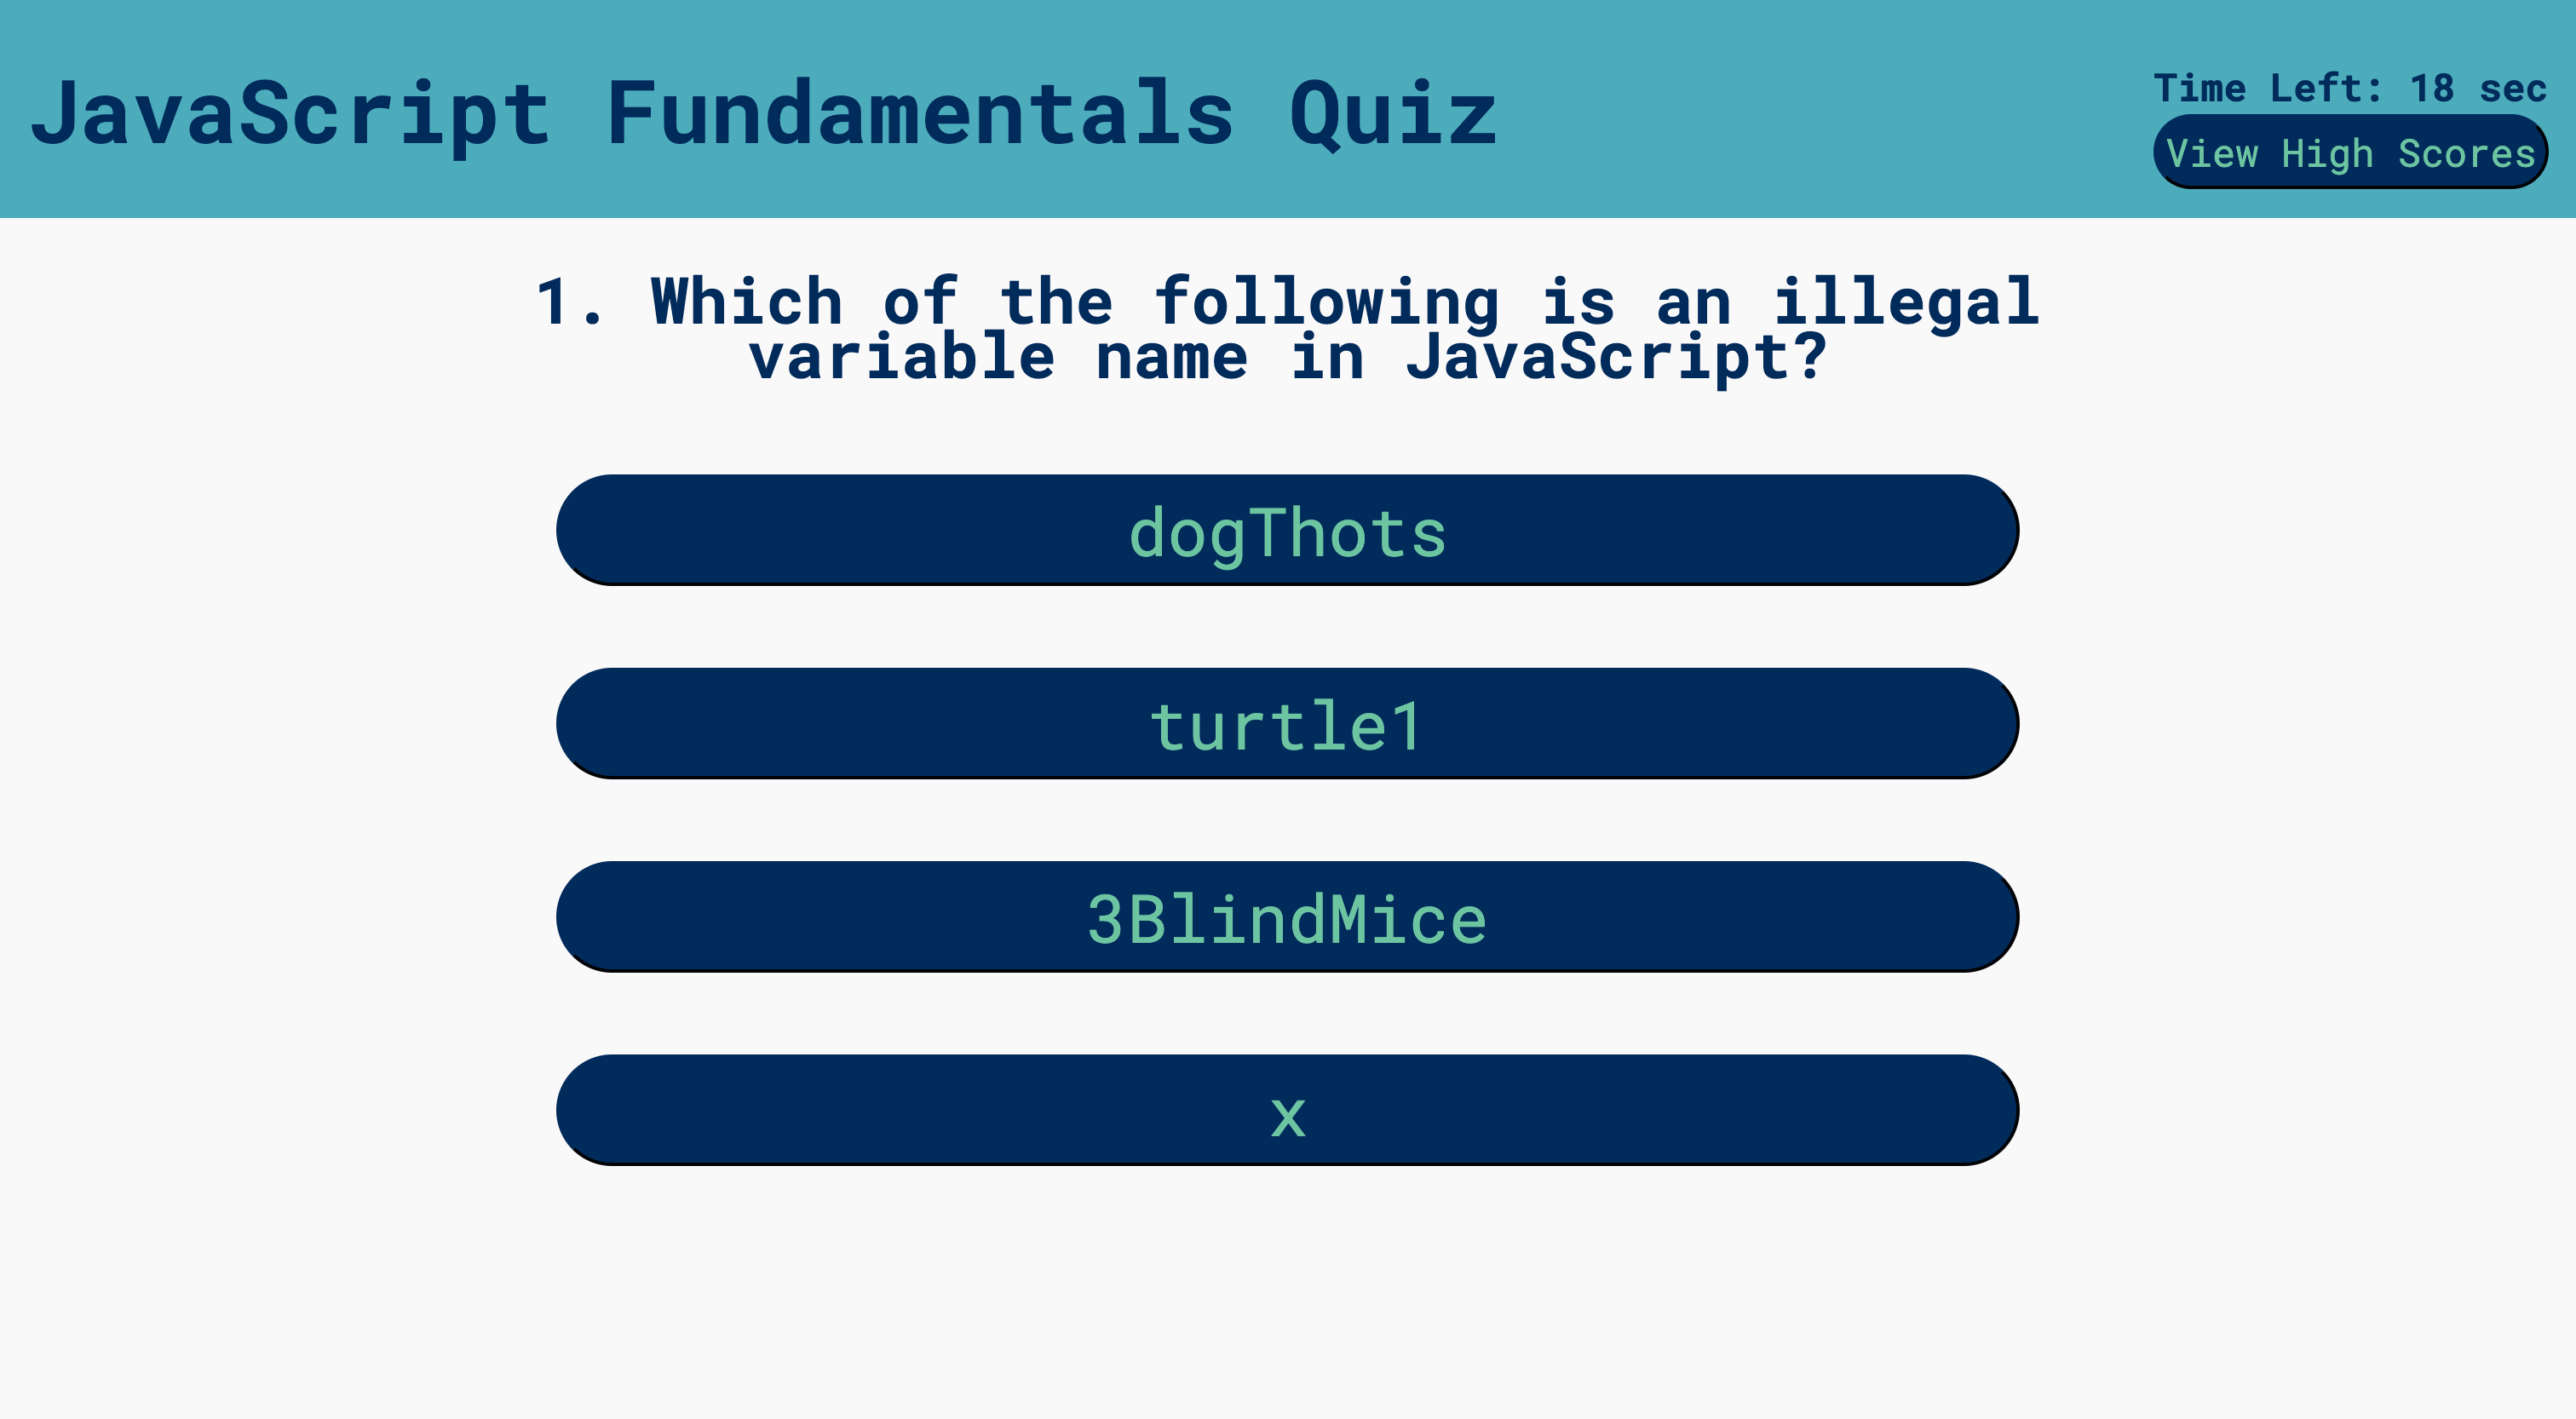 JavaScript Fundamentals Quiz
Time Left: 18 sec
View High Scores
1. Which of the following is an illegal
variable name in JavaScript?
dogThots
turtle1
3BlindMice
x